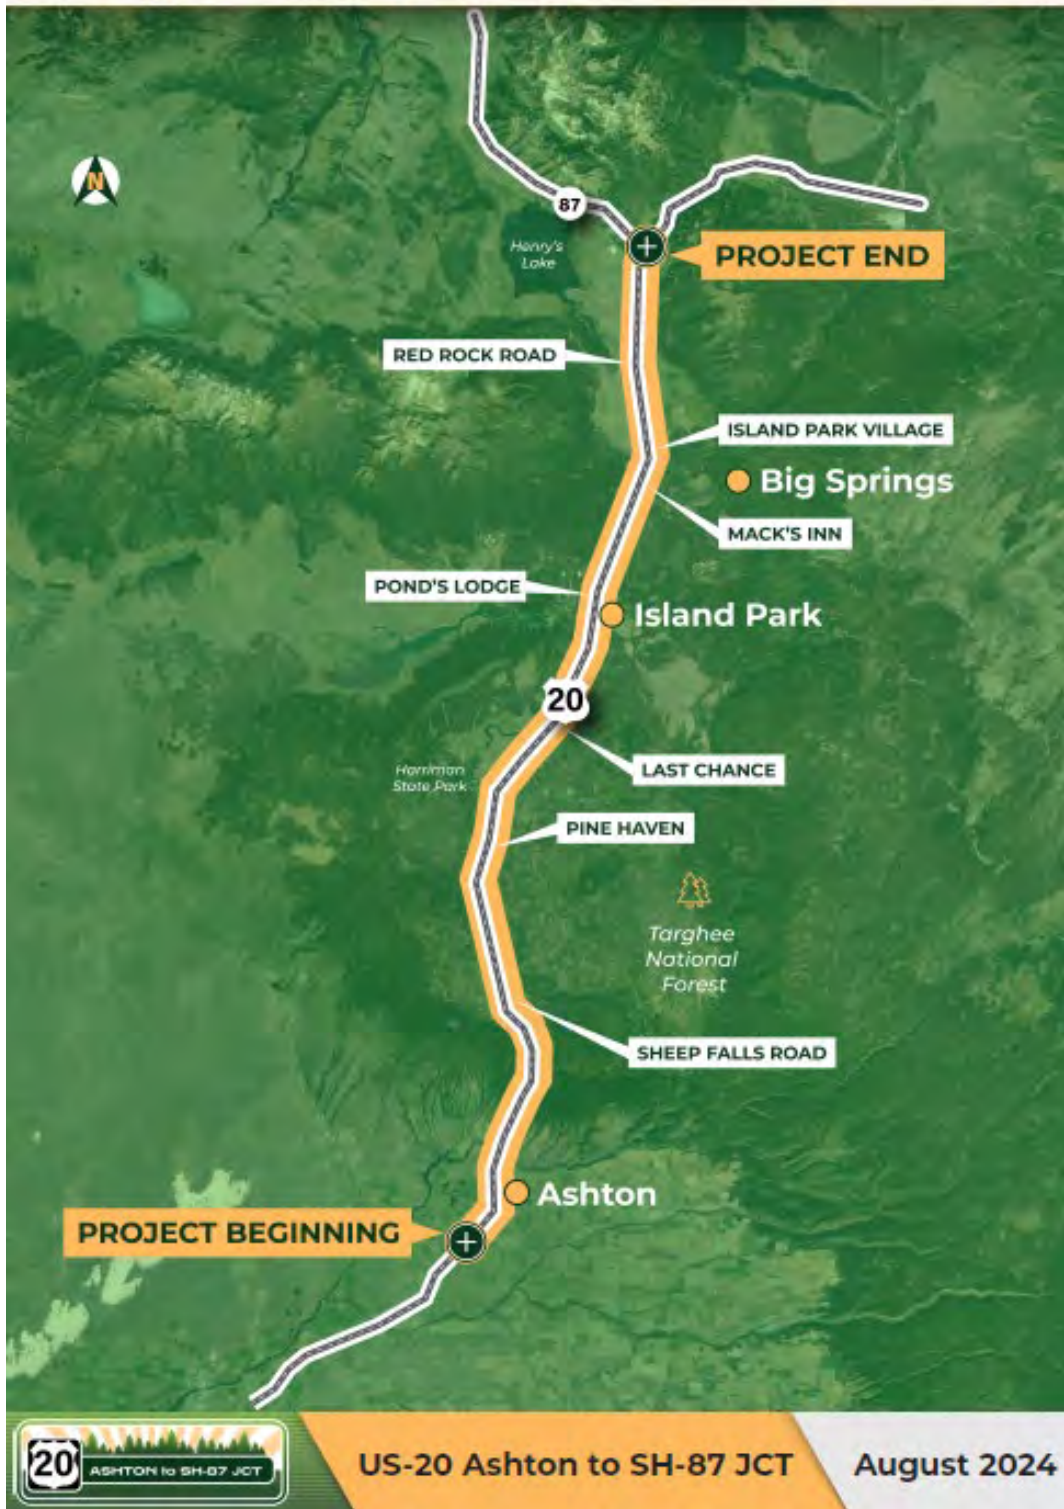 N
87
Henry's
Lake
PROJECT END
RED ROCK ROAD
ISLAND PARK VILLAGE
Big Springs
MACK'S INN
POND'S LODGE
Island Park
20
LAST CHANCE
Harriman
State Park
PINE HAVEN
Targhee
National
Forest
SHEEP FALLS ROAD
Ashton
PROJECT BEGINNING
20
ASHTON to SH-87 JCT
US-20 Ashton to SH-87 JCT
August 2024